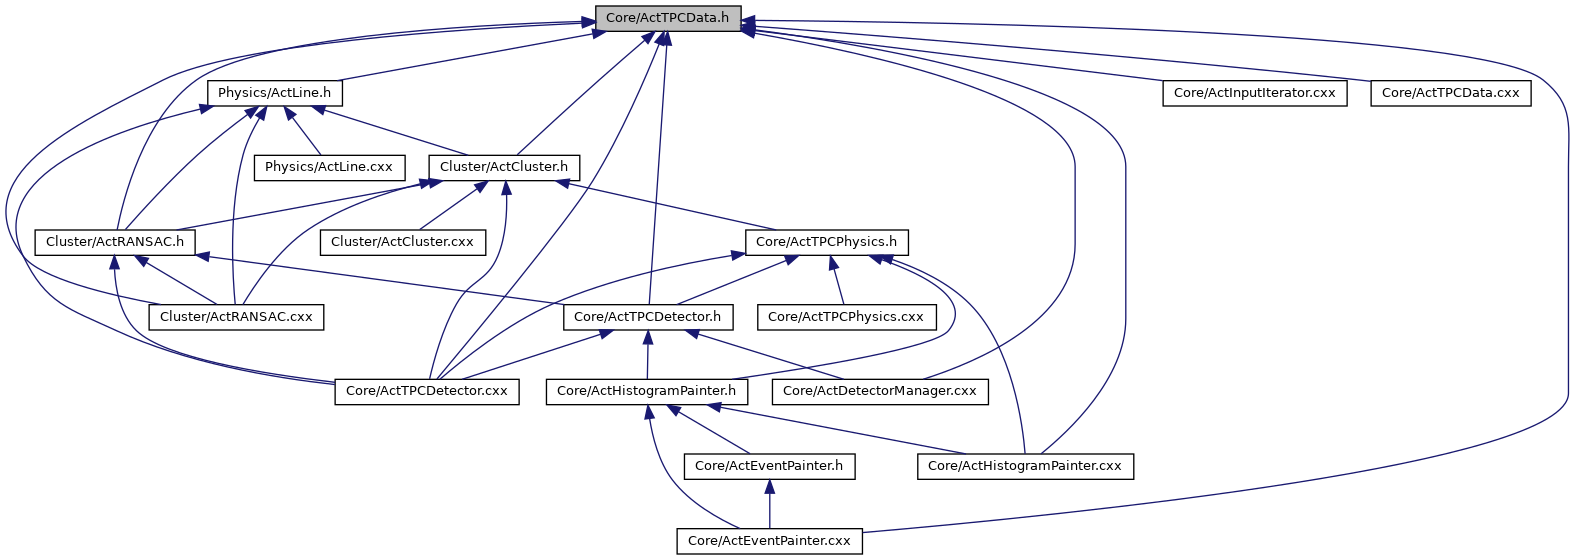 Core/ActTPCData.h
Physics/ActLine.h
Core/ActInputIterator.cxx
Core/ActTPCData.cxx
Physics/ActLine.cxx
Cluster/ActCluster.h
Cluster/ActRANSAC.h
Cluster/ActCluster.cxx
Core/ActTPCPhysics.h
Cluster/ActRANSAC.cxx
Core/ActTPCDetector.h
Core/ActTPCPhysics.cxx
Core/ActTPCDetector.cxx
Core/ActHistogramPainter.h
Core/ActDetectorManager.cxx
Core/ActEventPainter.h
Core/ActHistogramPainter.cxx
Core/ActEventPainter.cxx